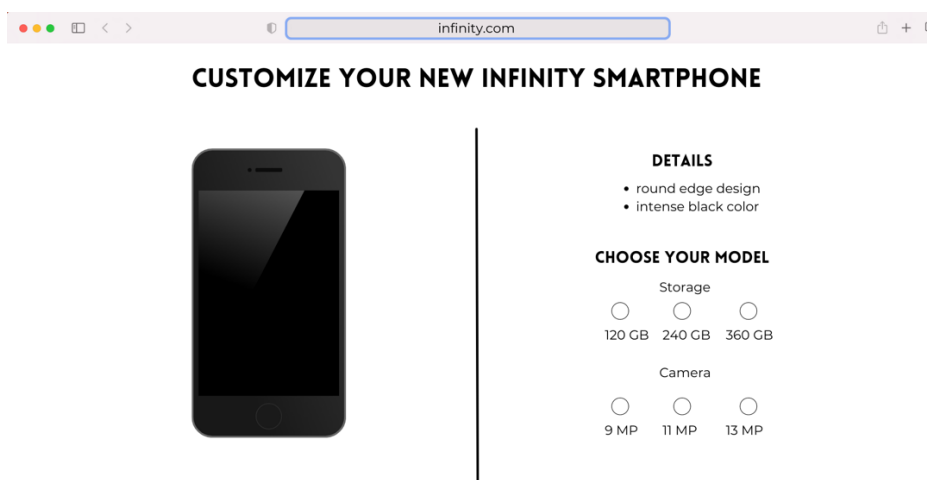 infinity.com
CUSTOMIZE YOUR NEW INFINITY SMARTPHONE
DETAILS
• round edge design
• intense black color
CHOOSE YOUR MODEL
Storage
120 GB 240 GB 360 GB
Camera
9 MP 11 MP 13 MP